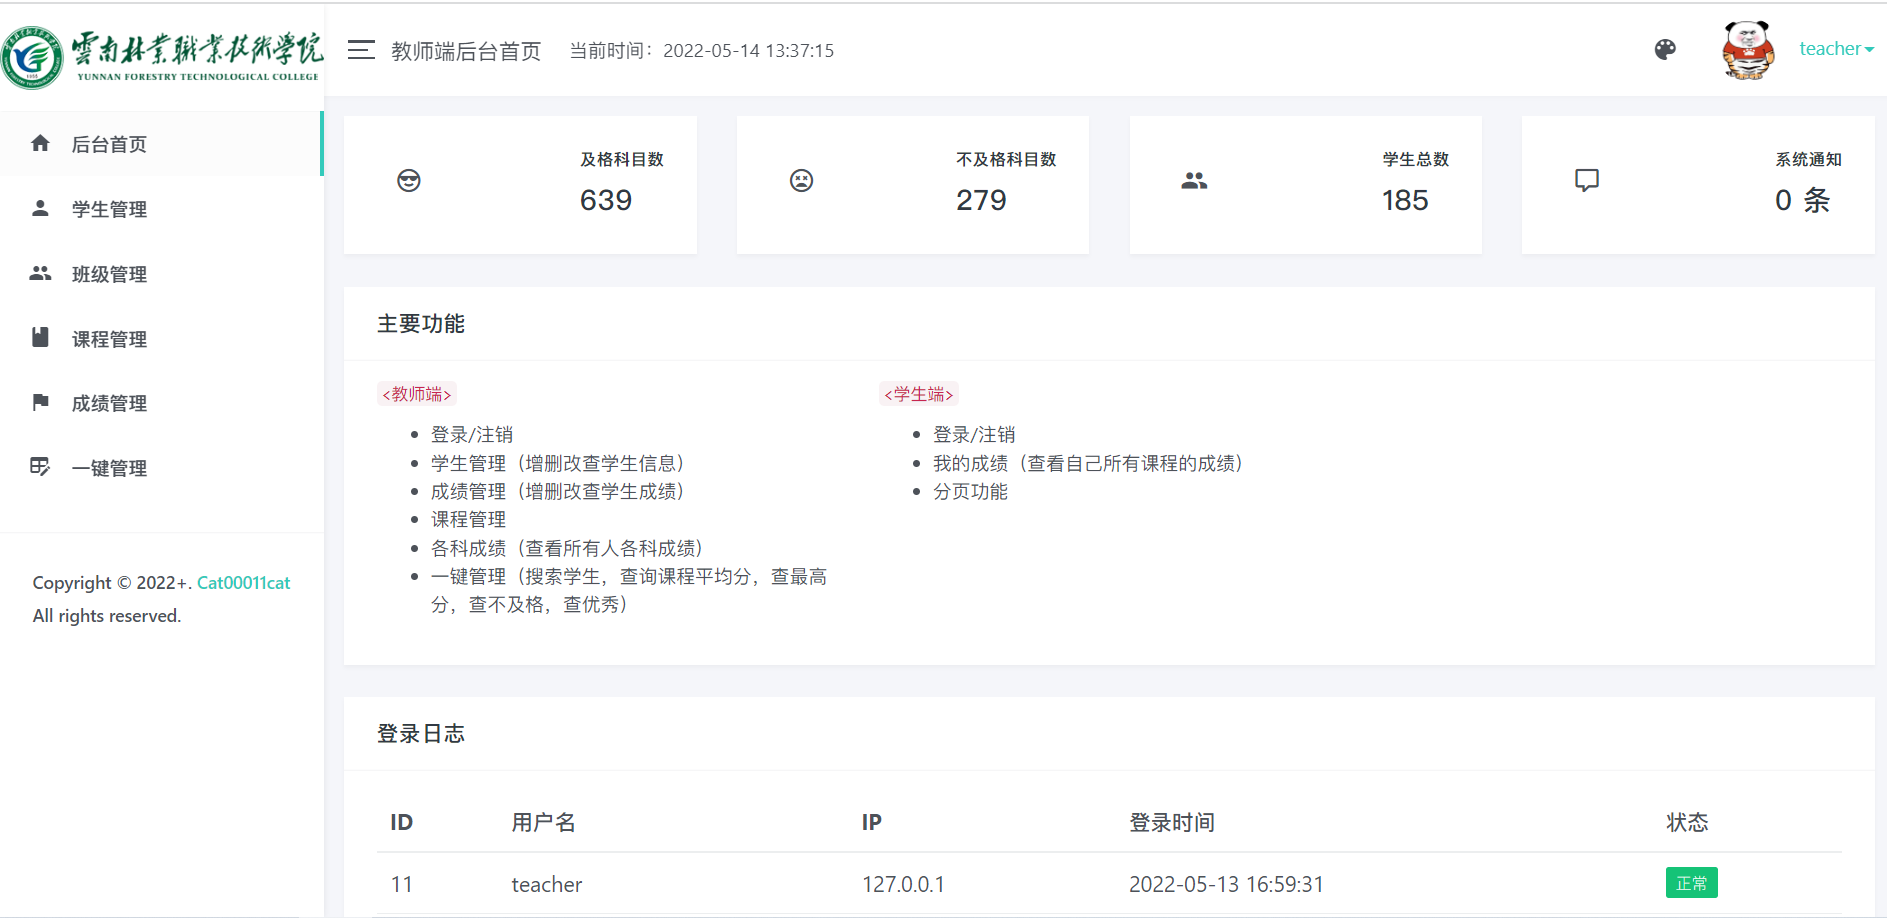 雲南林业職業技術学院
YUNNAN FORESTRY TECHNOLOGICAL COLLEGE
教师端后台首页 当前时间：2022-05-14 13:37:15
teacher
后台首页
学生管理
班级管理
课程管理
成绩管理
一键管理
Copyright © 2022+. Cat00011cat
All rights reserved.
及格科目数
639
不及格科目数
279
学生总数
185
系统通知
0 条
主要功能
<教师端>
登录/注销
学生管理（增删改查学生信息）
成绩管理（增删改查学生成绩）
课程管理
各科成绩（查看所有人各科成绩）
一键管理（搜索学生，查询课程平均分，查最高
分，查不及格，查优秀）
<学生端>
登录/注销
我的成绩（查看自己所有课程的成绩）
分页功能
登录日志
ID 用户名 IP 登录时间 状态
11 teacher 127.0.0.1 2022-05-13 16:59:31 正常